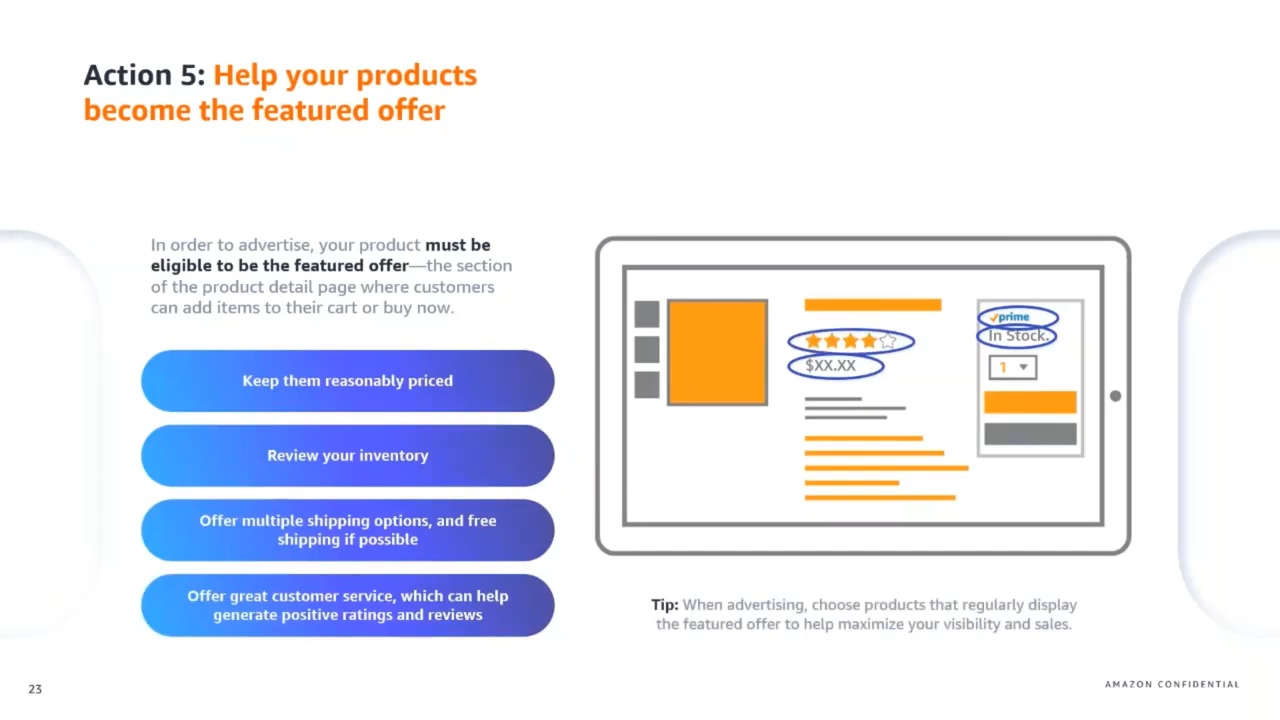 Action 5: Help your products
become the featured offer
In order to advertise, your product must be
eligible to be the featured offer—the section
of the product detail page where customers
can add items to their cart or buy now.
Keep them reasonably priced
Review your inventory
Offer multiple shipping options, and free
shipping if possible
Offer great customer service, which can help
generate positive ratings and reviews
prime
In Stock.
$XX.XX
1
Tip: When advertising, choose products that regularly display
the featured offer to help maximize your visibility and sales.
23
AMAZON CONFIDENTIAL